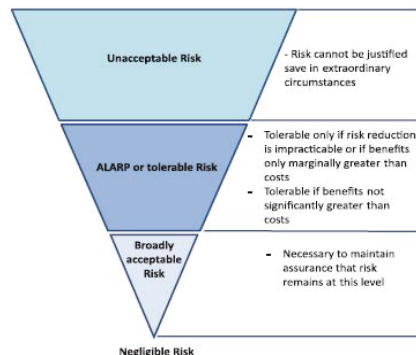 Unacceptable Risk
- Risk cannot be justified
save in extraordinary
circumstances
ALARP or tolerable Risk
- Tolerable only if risk reduction
is impracticable or if benefits
only marginally greater than
costs
- Tolerable if benefits not
significantly greater than
costs
Broadly
acceptable
Risk
- Necessary to maintain
assurance that risk
remains at this level
Negligible Risk